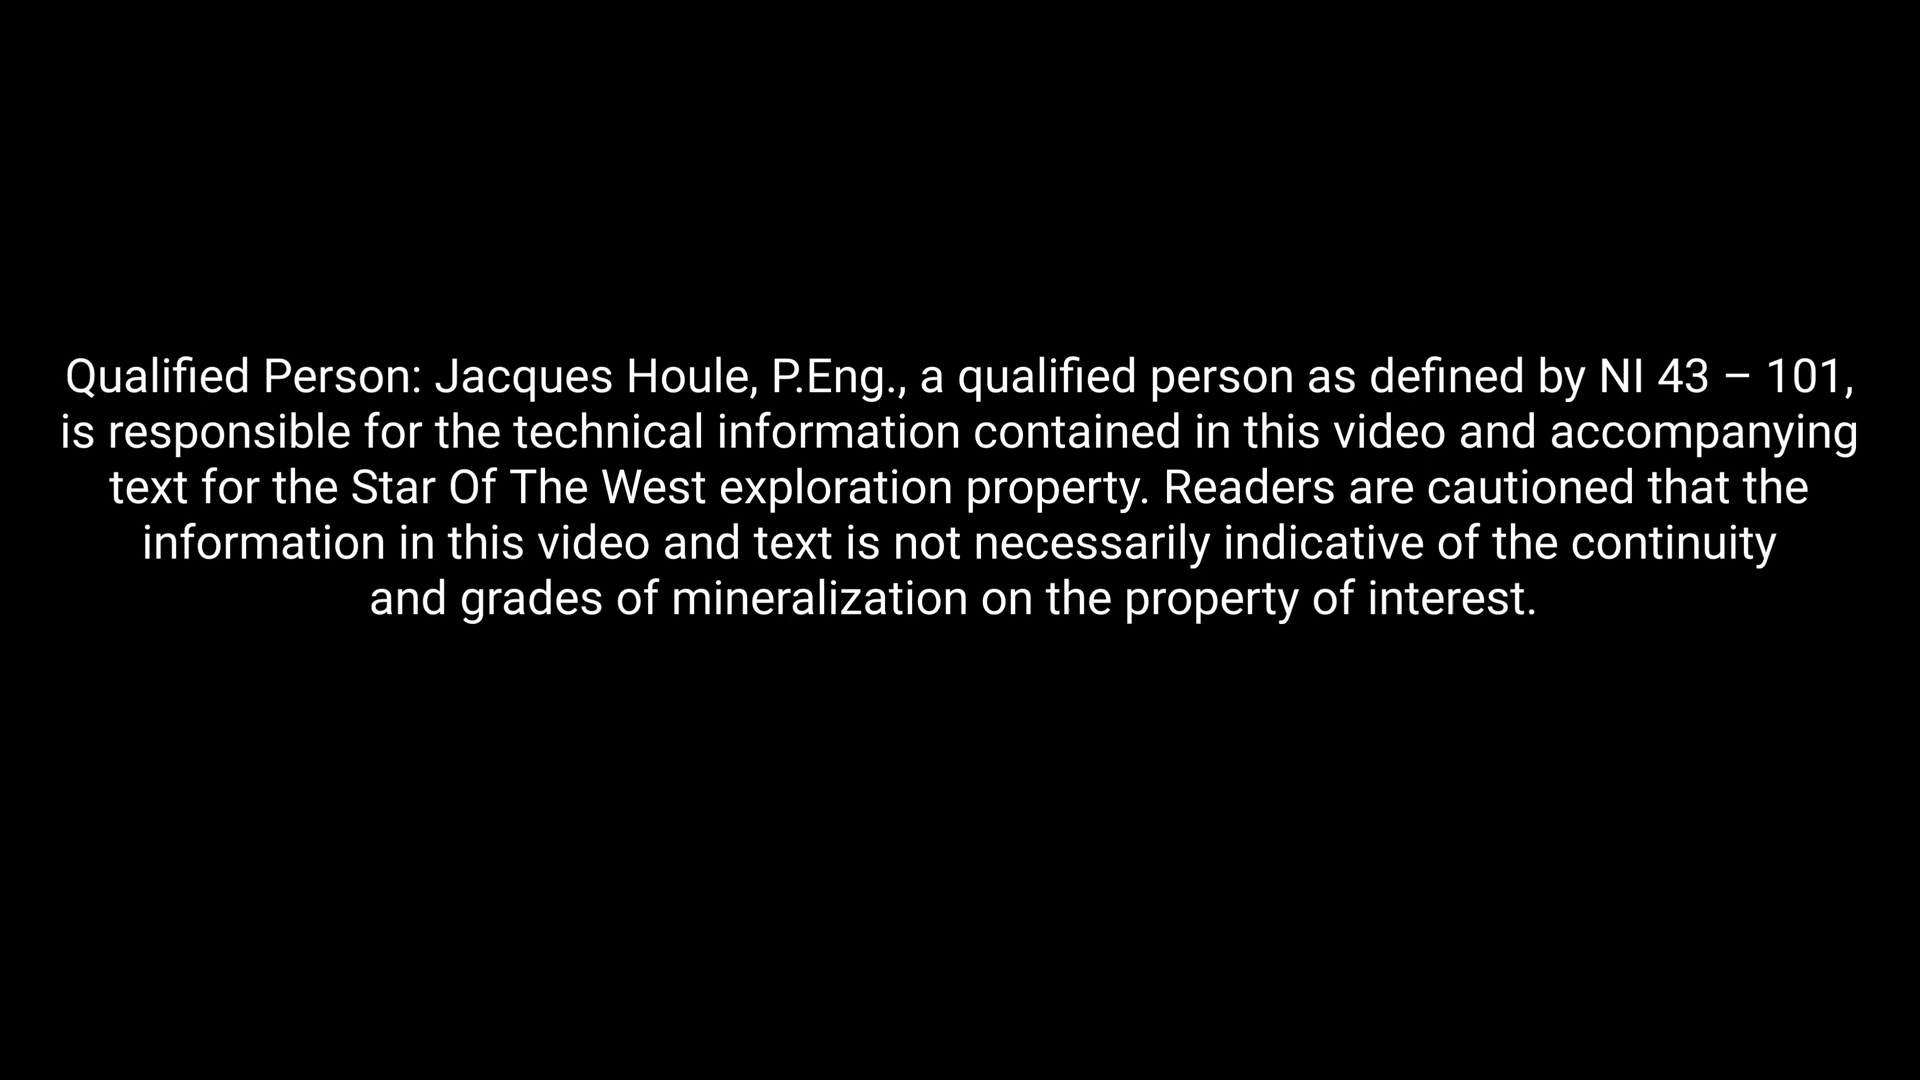 Qualified Person: Jacques Houle, P.Eng., a qualified person as defined by NI 43 – 101,
is responsible for the technical information contained in this video and accompanying
text for the Star Of The West exploration property. Readers are cautioned that the
information in this video and text is not necessarily indicative of the continuity
and grades of mineralization on the property of interest.